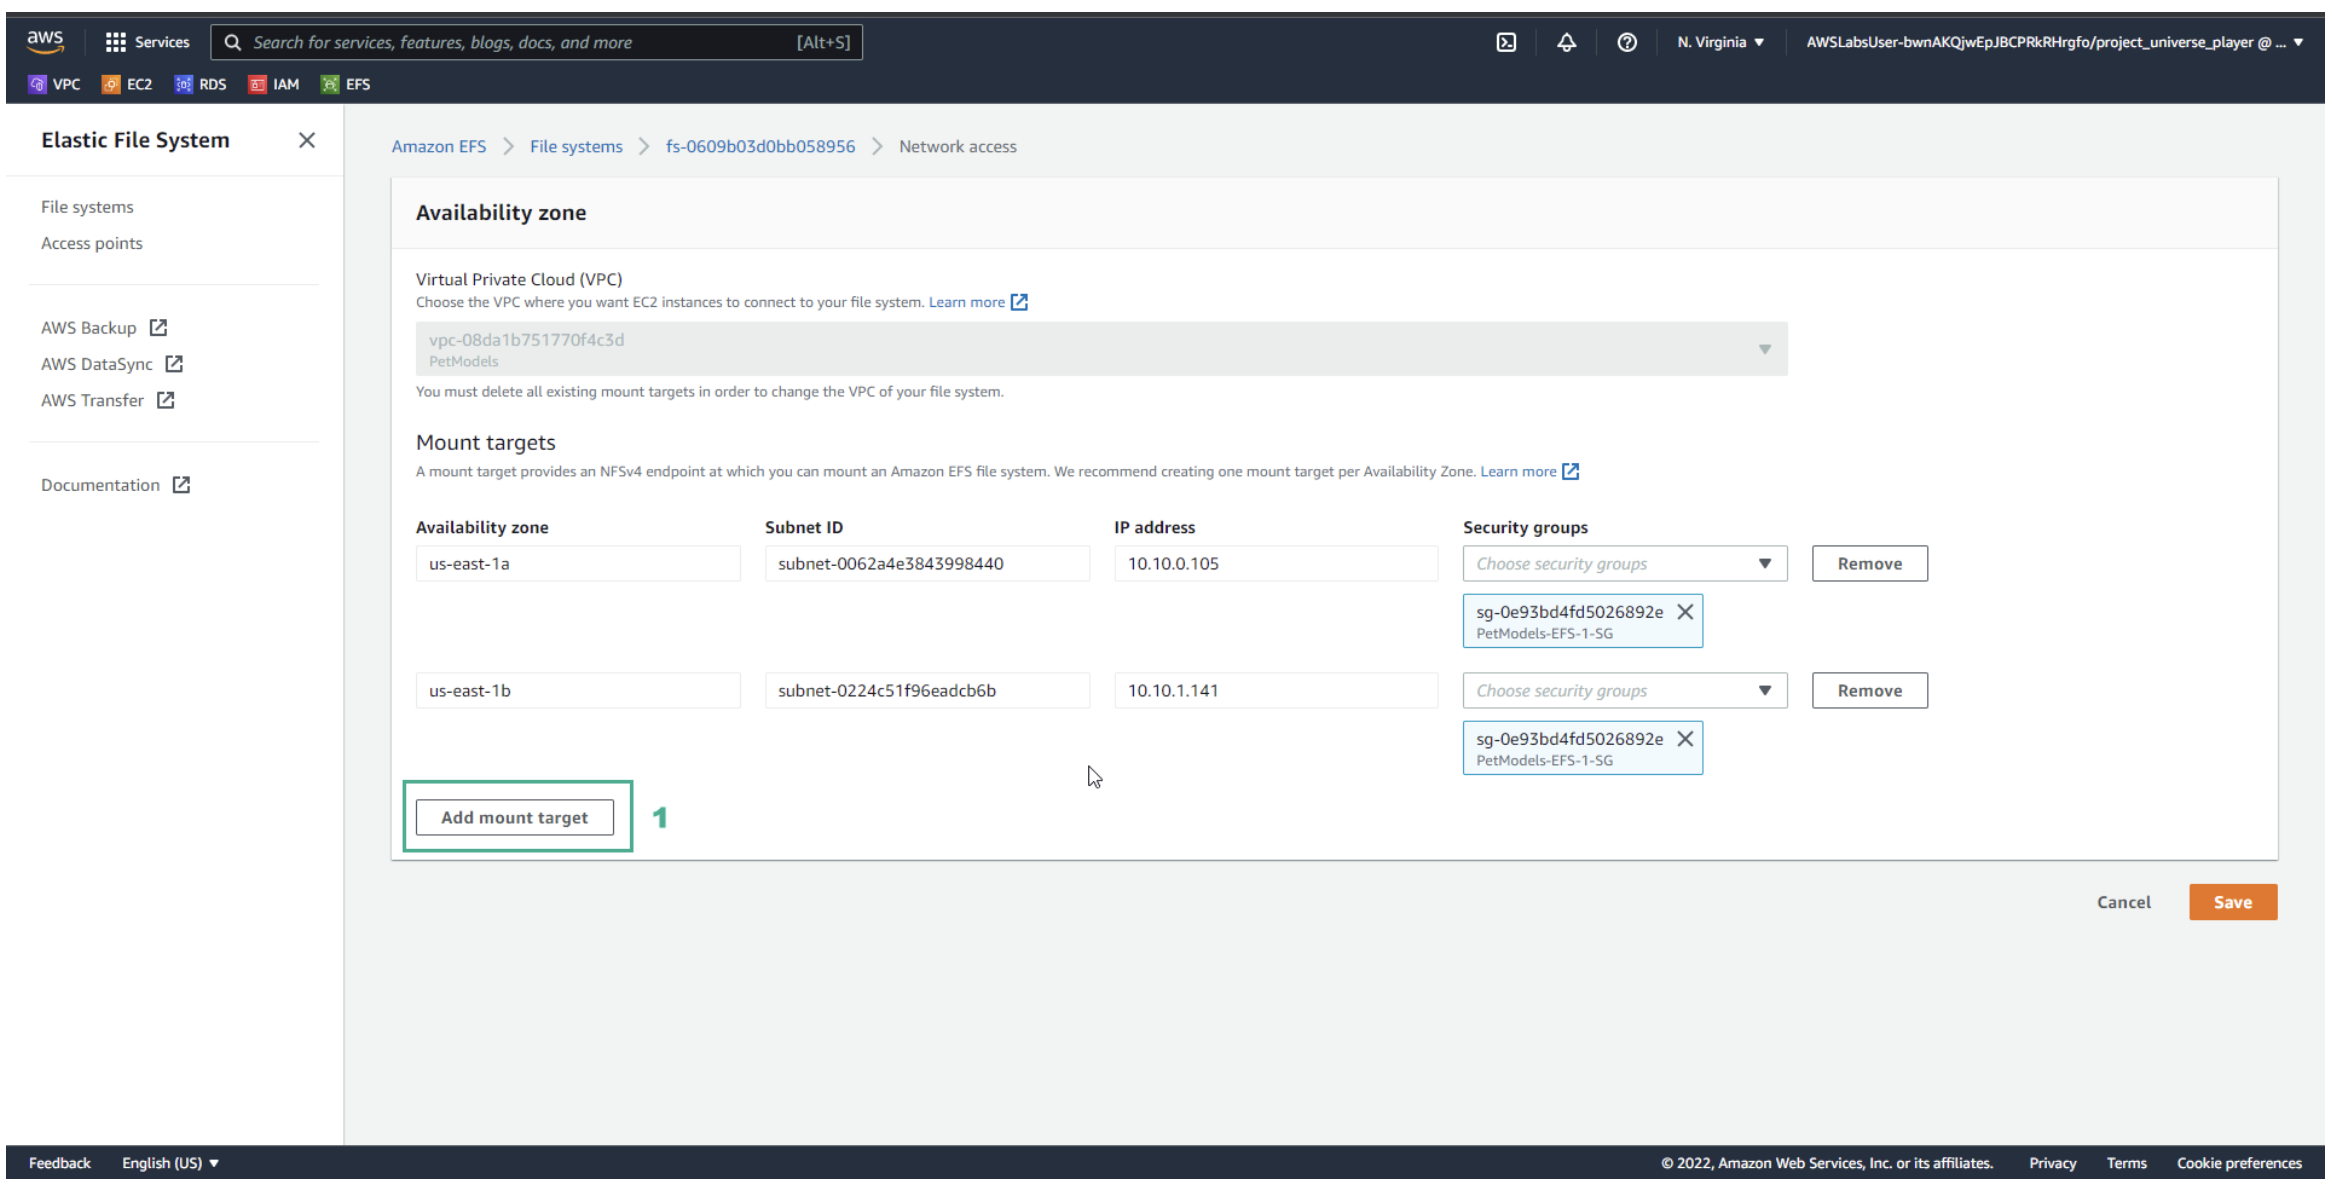 aws
Services
Search for services, features, blogs, docs, and more [Alt+S]
N. Virginia ▼
AWSLabsUser-bwnAKQjwEpJBCPRkRHrgfo/project_universe_player @ ... ▼
VPC EC2 RDS IAM EFS
Elastic File System
File systems
Access points
AWS Backup
AWS DataSync
AWS Transfer
Documentation
Amazon EFS > File systems > fs-0609b03d0bb058956 > Network access
Availability zone
Virtual Private Cloud (VPC)
Choose the VPC where you want EC2 instances to connect to your file system. Learn more
vpc-08da1b751770f4c3d
PetModels
You must delete all existing mount targets in order to change the VPC of your file system.
Mount targets
A mount target provides an NFSv4 endpoint at which you can mount an Amazon EFS file system. We recommend creating one mount target per Availability Zone. Learn more
Availability zone Subnet ID IP address Security groups
us-east-1a subnet-0062a4e3843998440 10.10.0.105 Choose security groups Remove
sg-0e93bd4fd5026892e
PetModels-EFS-1-SG
us-east-1b subnet-0224c51f96eadcb6b 10.10.1.141 Choose security groups Remove
sg-0e93bd4fd5026892e
PetModels-EFS-1-SG
Add mount target 1
Cancel Save
Feedback English (US) ▼
© 2022, Amazon Web Services, Inc. or its affiliates. Privacy Terms Cookie preferences